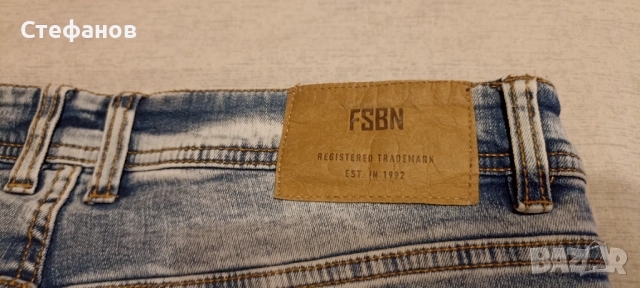 Стефанов
FSBN
REGISTERED TRADEMARK
EST. IN 1992
BAZAR